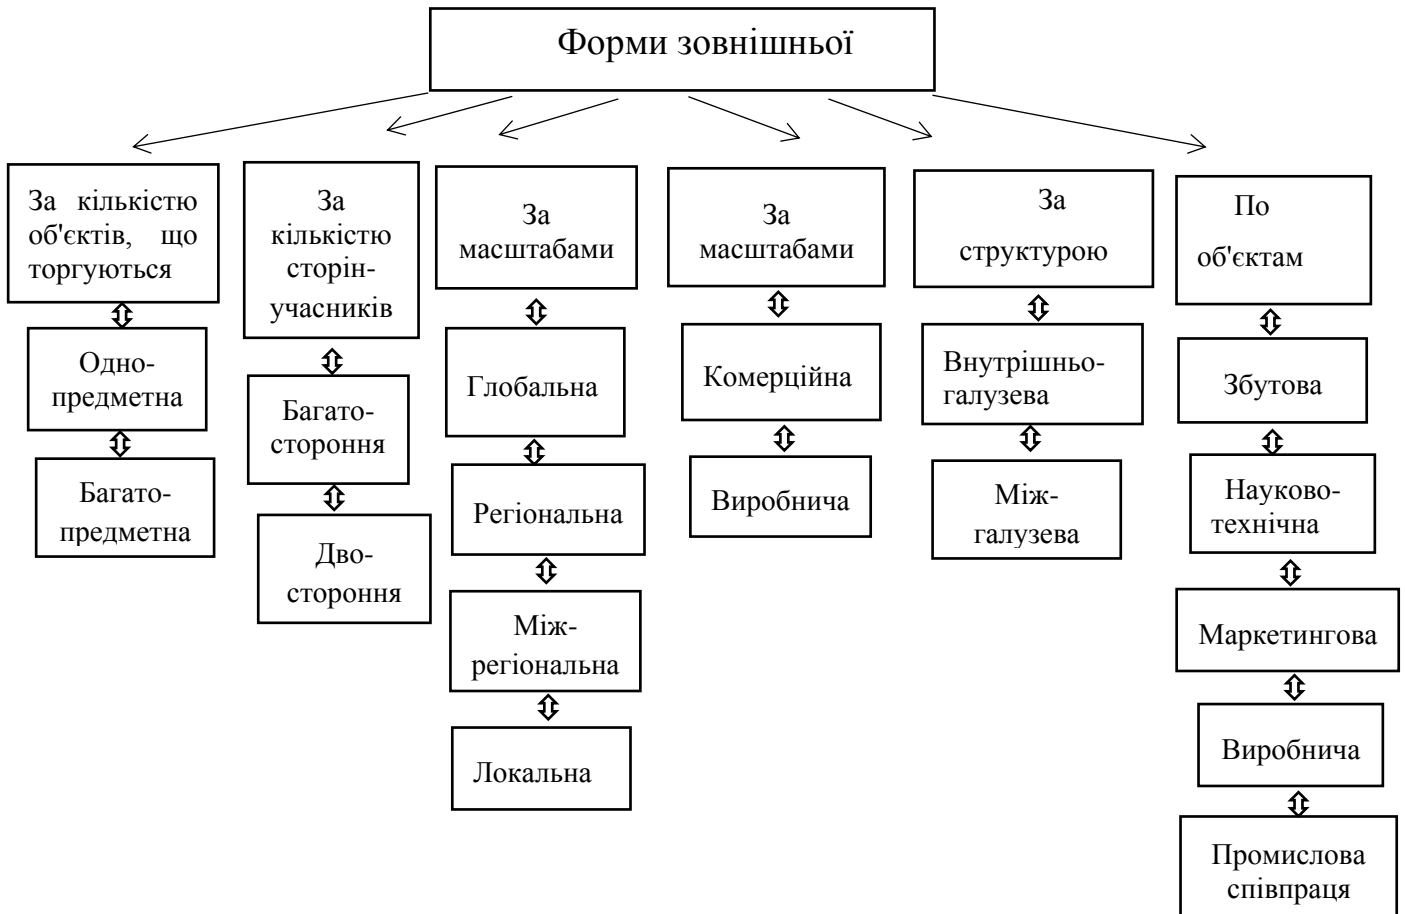 Форми зовнішньої
За кількістю
об'єктів, що
торгуються
Одно-
предметна
Багато-
предметна
За
кількістю
сторін-
учасників
Багато-
стороння
Дво-
стороння
За
масштабами
Глобальна
Регіональна
Між-
регіональна
Локальна
За
масштабами
Комерційна
Виробнича
За
структурою
Внутрішньо-
галузева
Між-
галузева
По
об'єктам
Збутова
Науково-
технічна
Маркетингова
Виробнича
Промислова
співпраця